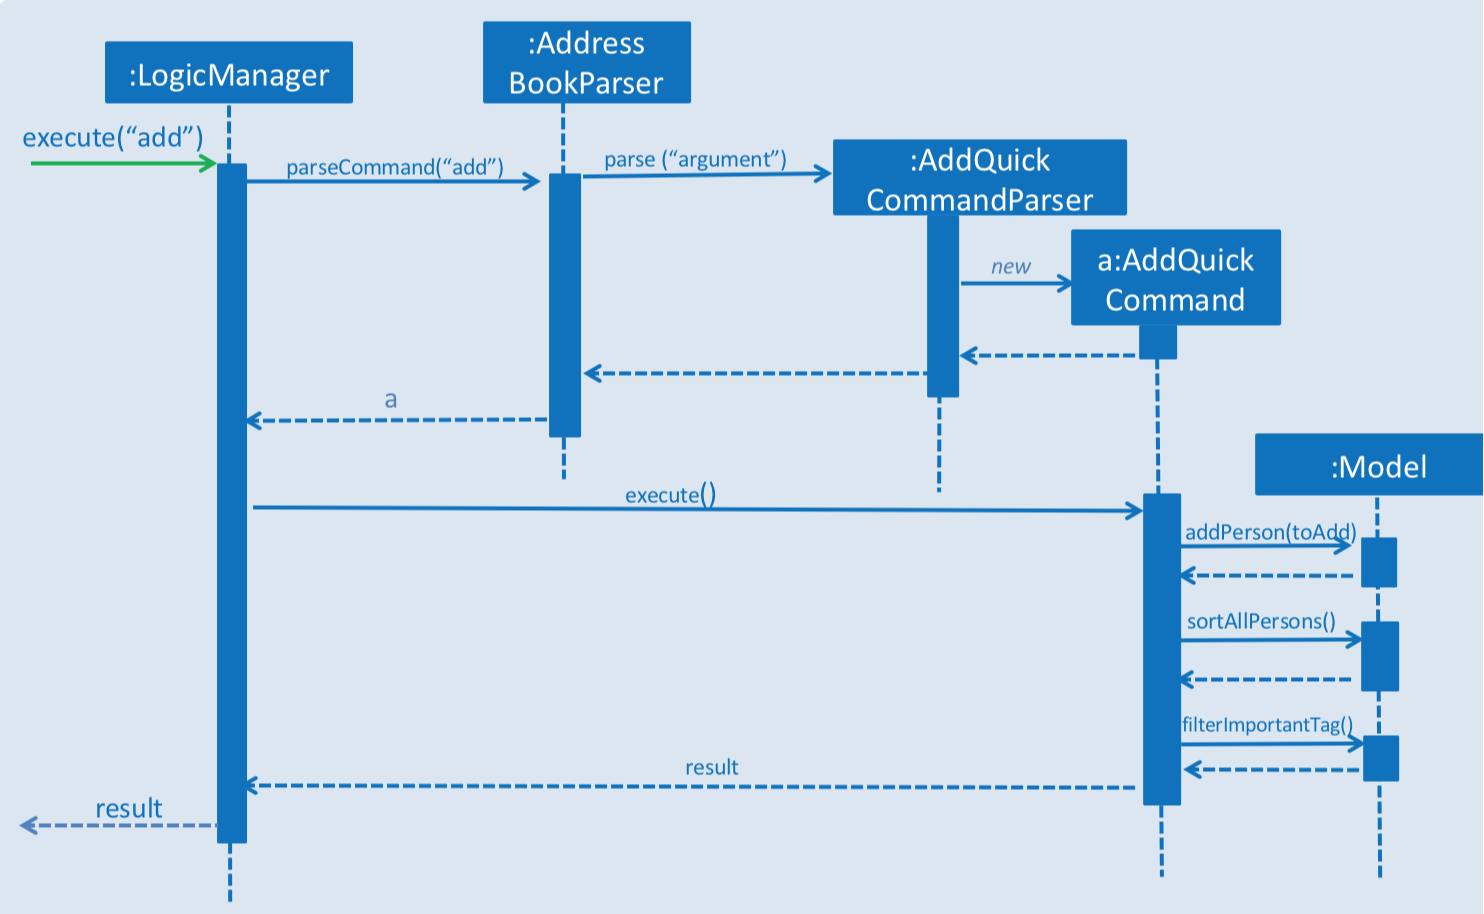 :LogicManager
:Address
BookParser
execute(“add”)
parseCommand(“add”)
parse (“argument”)
:AddQuick
CommandParser
new
a:AddQuick
Command
a
:Model
execute()
addPerson(toAdd)
sortAllPersons()
filterImportantTag()
result
result